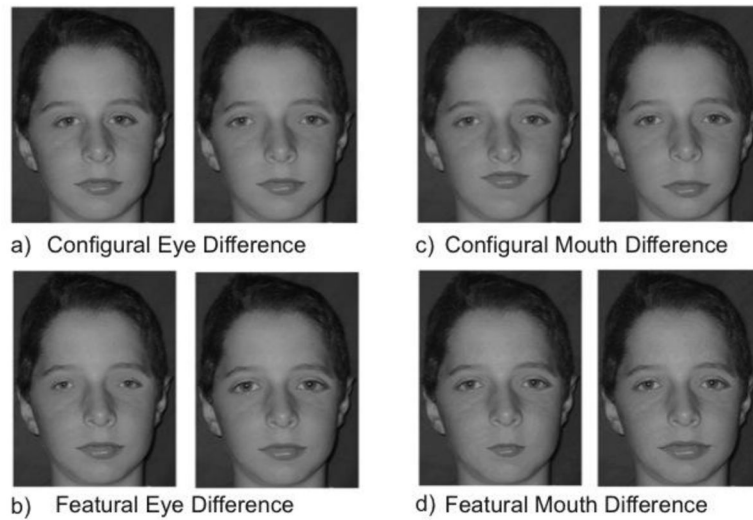 a) Configural Eye Difference
c) Configural Mouth Difference
b) Featural Eye Difference
d) Featural Mouth Difference